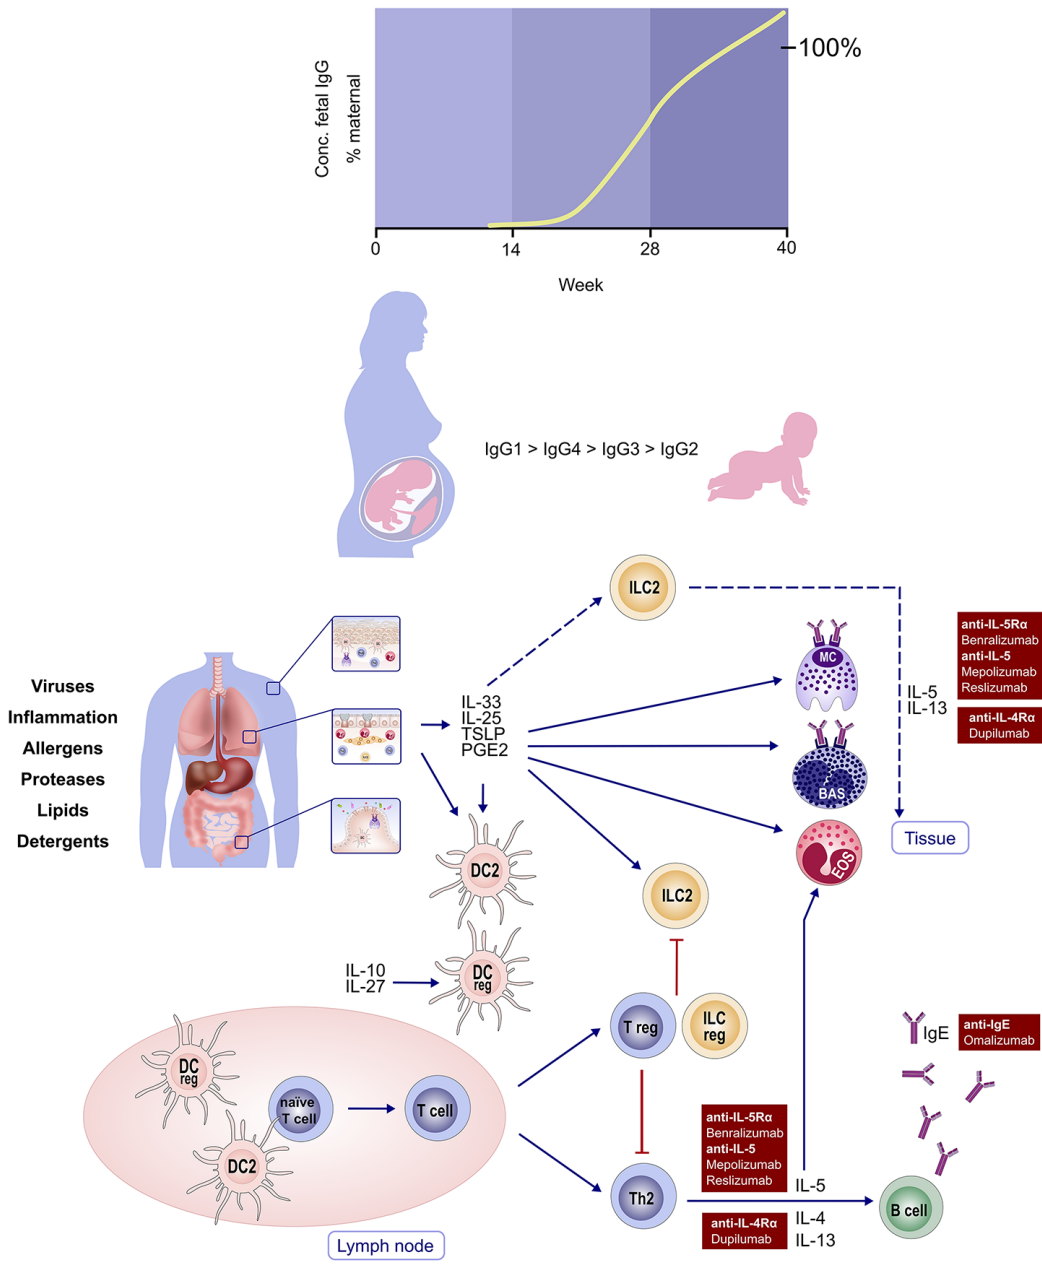 Conc. fetal IgG
% maternal
100%
0
14
28
40
Week
IgG1 > IgG4 > IgG3 > IgG2
Viruses
Inflammation
Allergens
Proteases
Lipids
Detergents
IL-33
IL-25
TSLP
PGE2
ILC2
MC
BAS
EOS
IL-5
IL-13
anti-IL-5Rα
Benralizumab
anti-IL-5
Mepolizumab
Reslizumab
anti-IL-4Rα
Dupilumab
Tissue
DC2
ILC2
IL-10
IL-27
DC
reg
T reg
ILC
reg
IgE
anti-IgE
Omalizumab
DC
reg
naïve
T cell
T cell
DC2
Th2
anti-IL-5Rα
Benralizumab
anti-IL-5
Mepolizumab
Reslizumab
IL-5
anti-IL-4Rα
Dupilumab
IL-4
IL-13
B cell
Lymph node